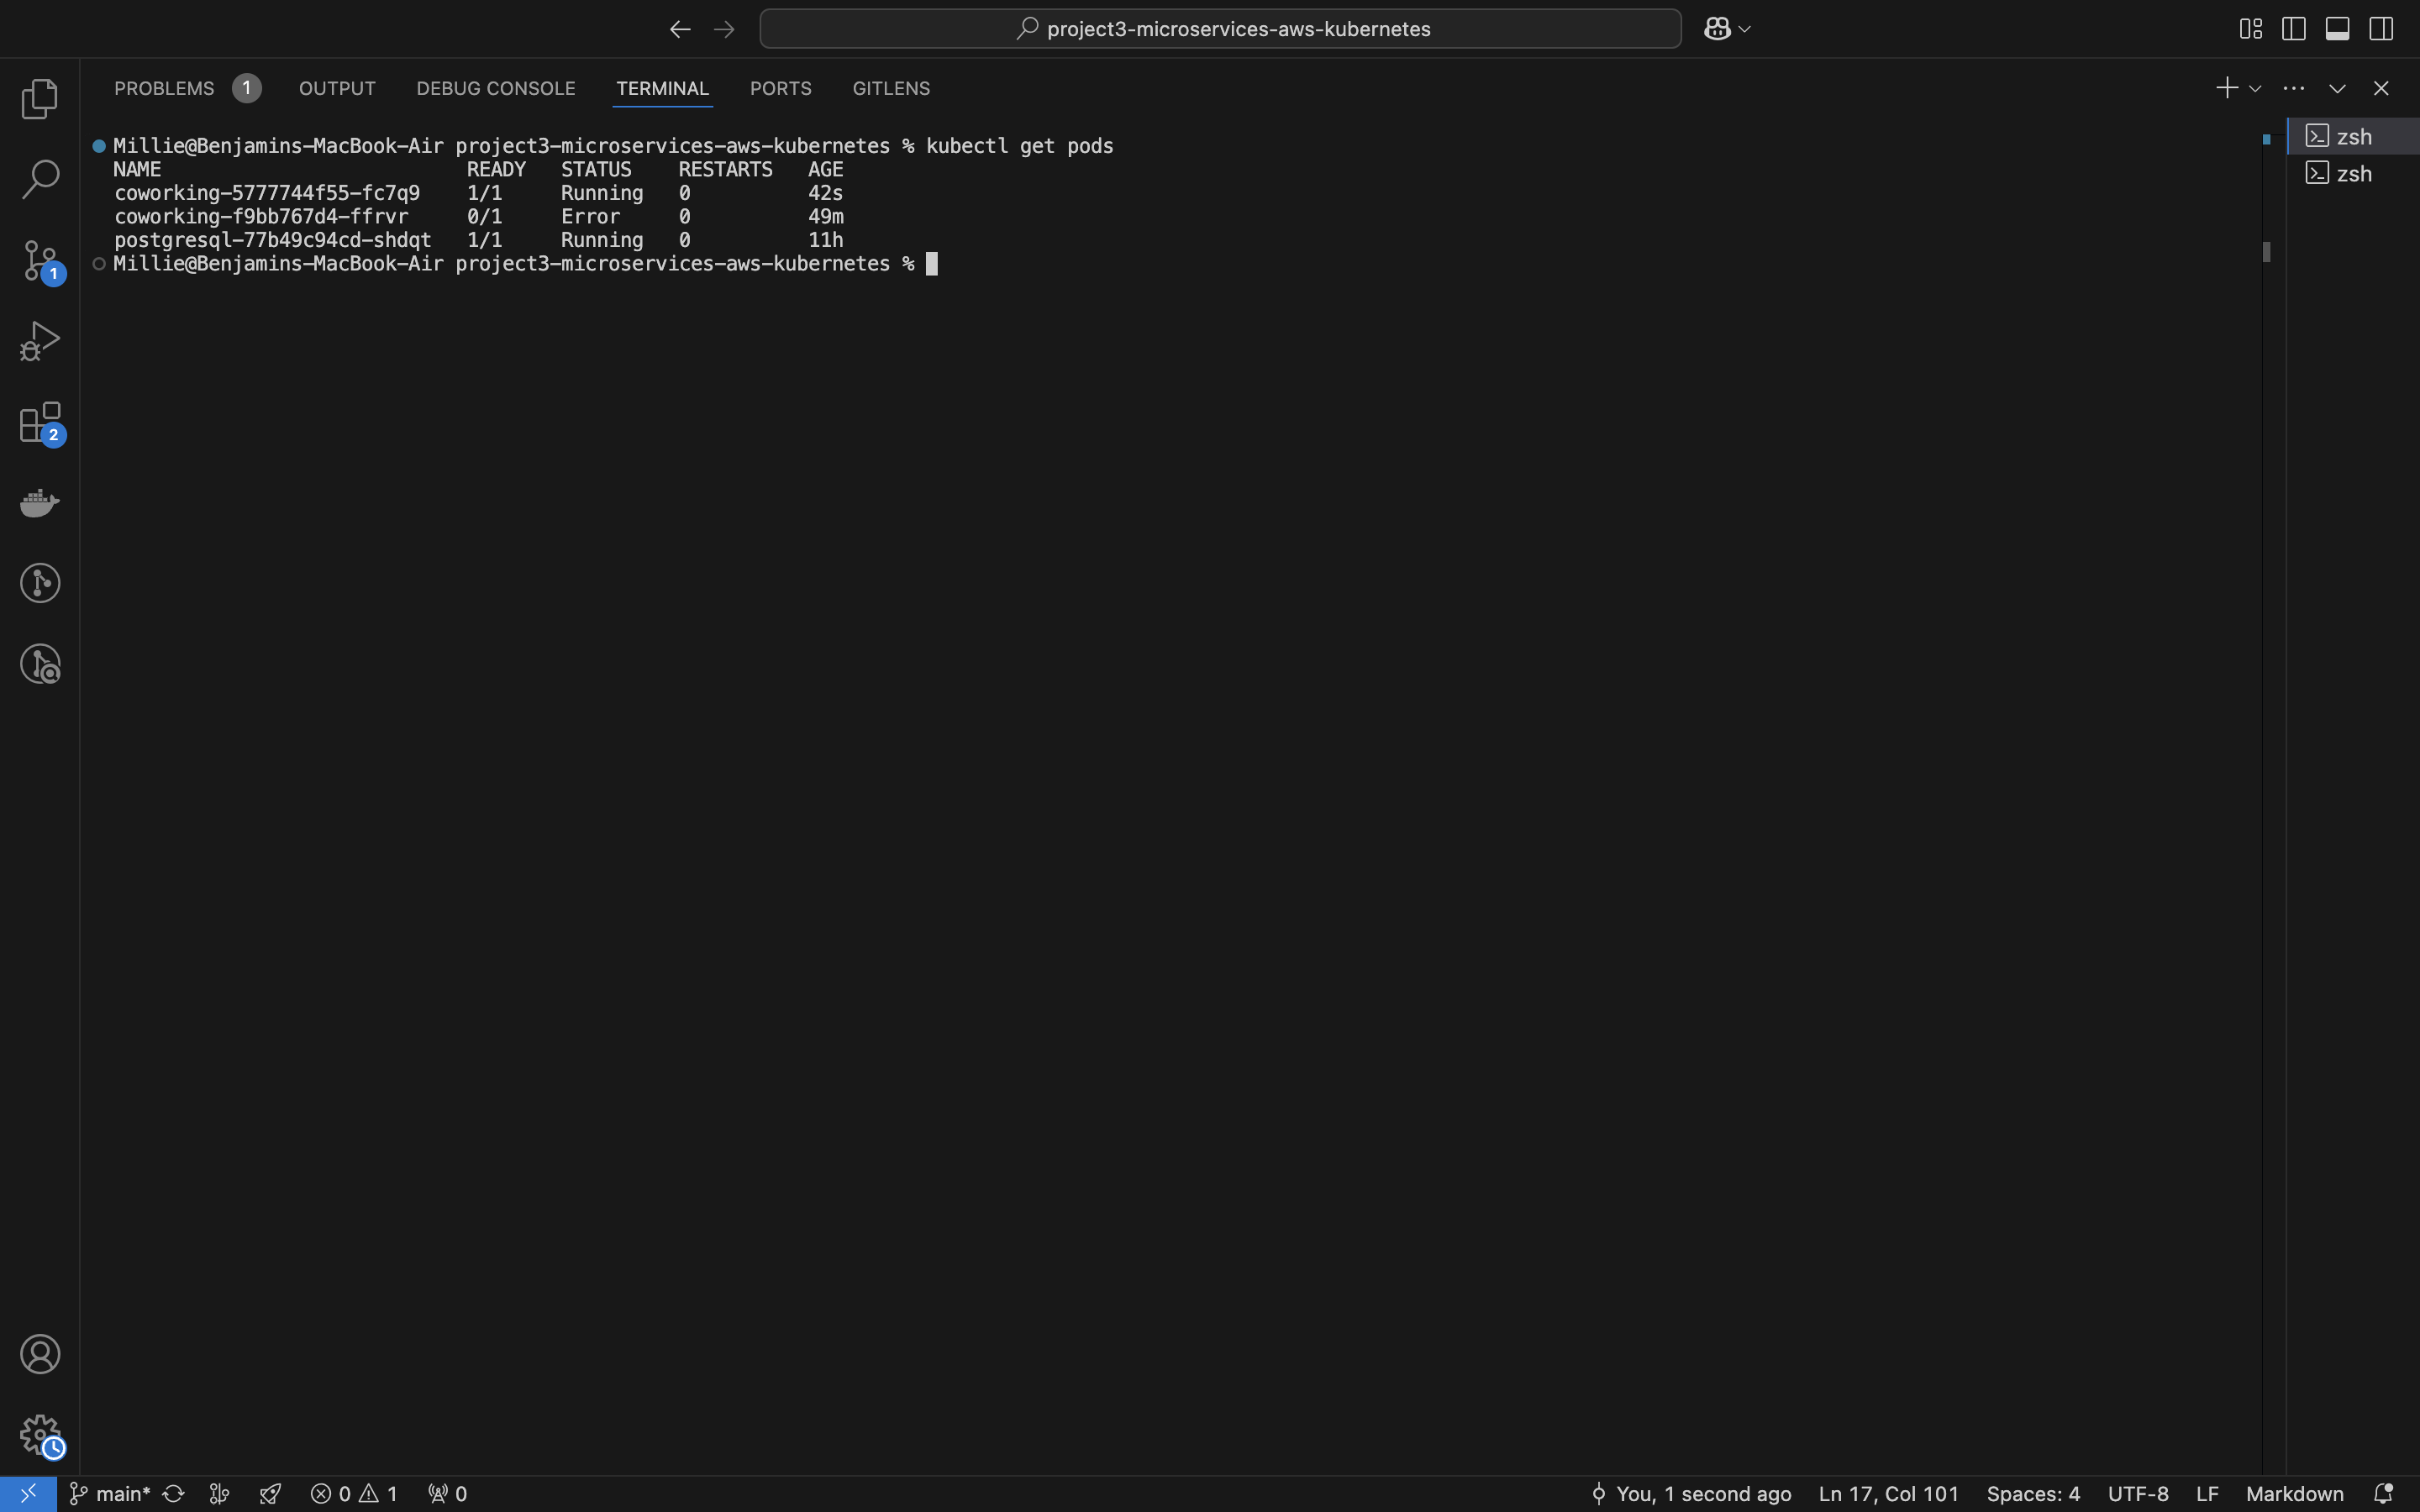 project3-microservices-aws-kubernetes
PROBLEMS 1 OUTPUT DEBUG CONSOLE TERMINAL PORTS GITLENS
Millie@Benjamins-MacBook-Air project3-microservices-aws-kubernetes % kubectl get pods
NAME READY STATUS RESTARTS AGE
coworking-5777744f55-fc7q9 1/1 Running 0 42s
coworking-f9bb767d4-ffrvr 0/1 Error 0 49m
postgresql-77b49c94cd-shdqt 1/1 Running 0 11h
Millie@Benjamins-MacBook-Air project3-microservices-aws-kubernetes %
zsh
zsh
1
2
main* 0 1 0 You, 1 second ago Ln 17, Col 101 Spaces: 4 UTF-8 LF Markdown